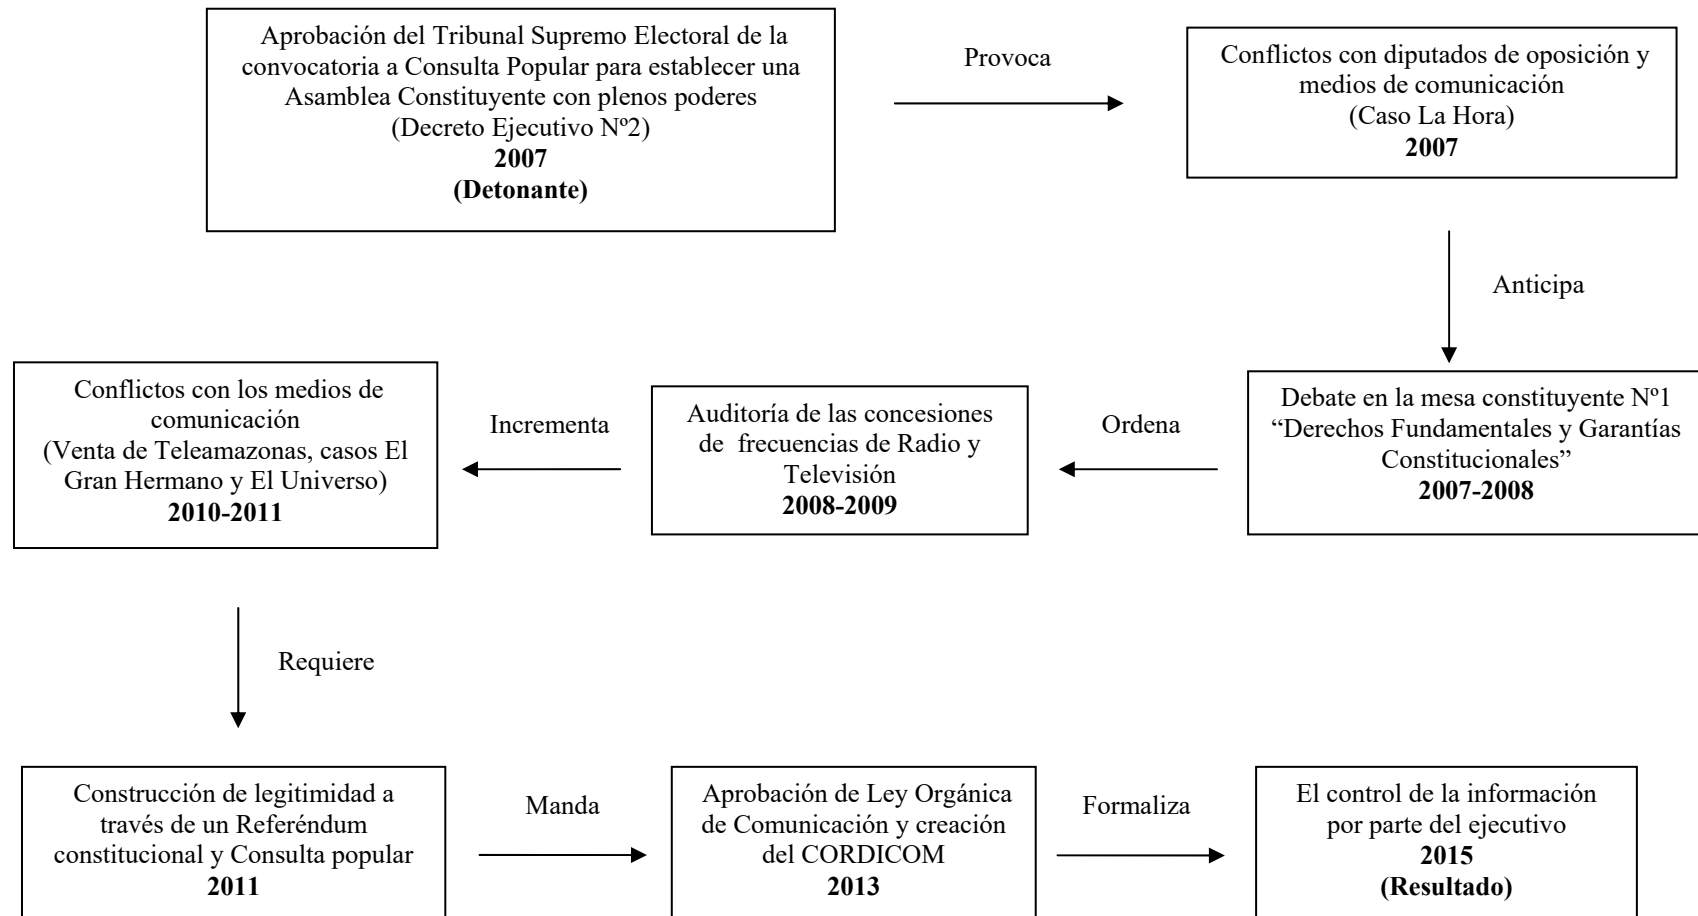 Aprobación del Tribunal Supremo Electoral de la
convocatoria a Consulta Popular para establecer una
Asamblea Constituyente con plenos poderes
(Decreto Ejecutivo Nº2)
2007
(Detonante)
Provoca
Conflictos con diputados de oposición y
medios de comunicación
(Caso La Hora)
2007
Anticipa
Debate en la mesa constituyente Nº1
“Derechos Fundamentales y Garantías
Constitucionales”
2007-2008
Ordena
Auditoría de las concesiones
de frecuencias de Radio y
Televisión
2008-2009
Incrementa
Conflictos con los medios de
comunicación
(Venta de Teleamazonas, casos El
Gran Hermano y El Universo)
2010-2011
Requiere
Construcción de legitimidad a
través de un Referéndum
constitucional y Consulta popular
2011
Manda
Aprobación de Ley Orgánica
de Comunicación y creación
del CORDICOM
2013
Formaliza
El control de la información
por parte del ejecutivo
2015
(Resultado)